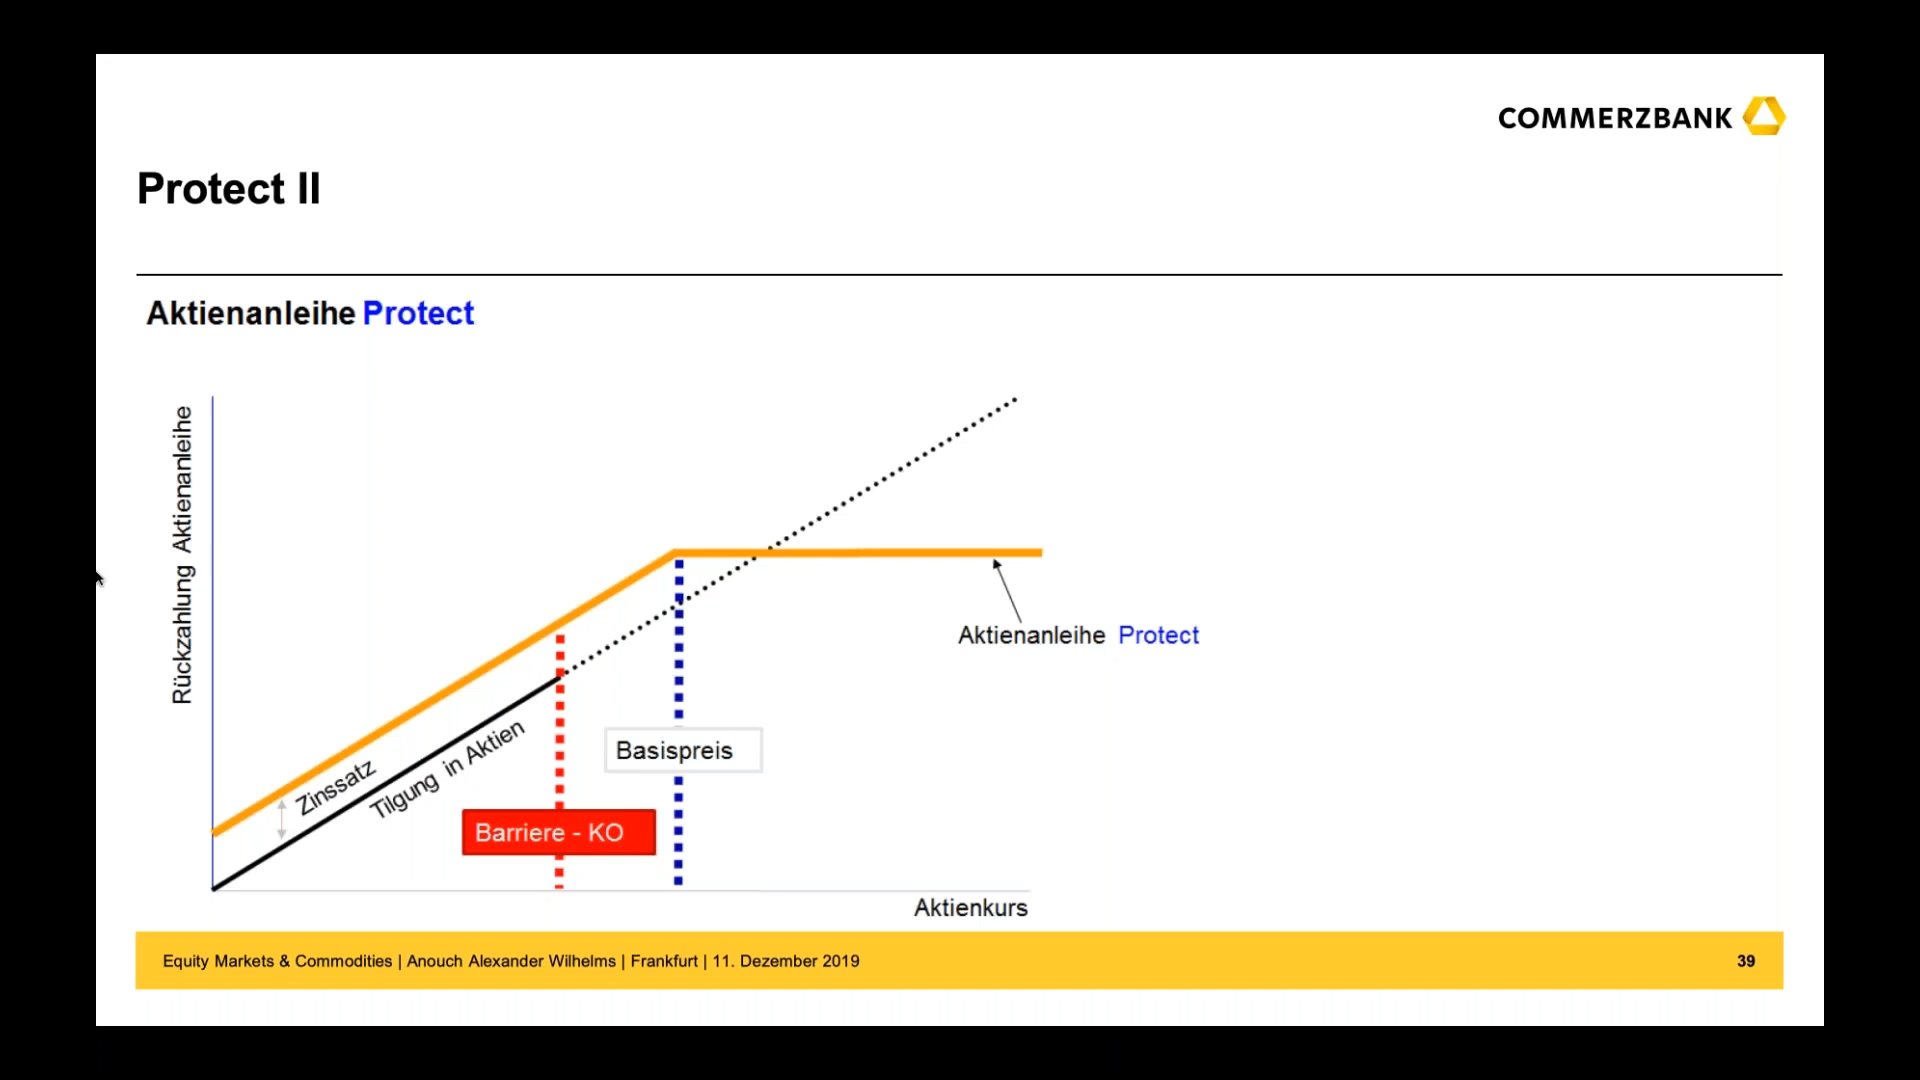 COMMERZBANK
Protect II
Aktienanleihe Protect
Rückzahlung Aktienanleihe
Aktienanleihe Protect
Zinssatz
Tilgung in Aktien
Basispreis
Barriere - KO
Aktienkurs
Equity Markets & Commodities | Anouch Alexander Wilhelms | Frankfurt | 11. Dezember 2019
39